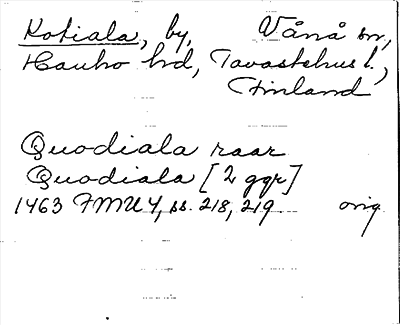 Kotiala, by, Vånå sn,
Hauho hd, Tavastehus l.,
Finland
Quodiala raar
Quodiala [2 ggr]
1463 FMU 4, ss. 218, 219. orig.